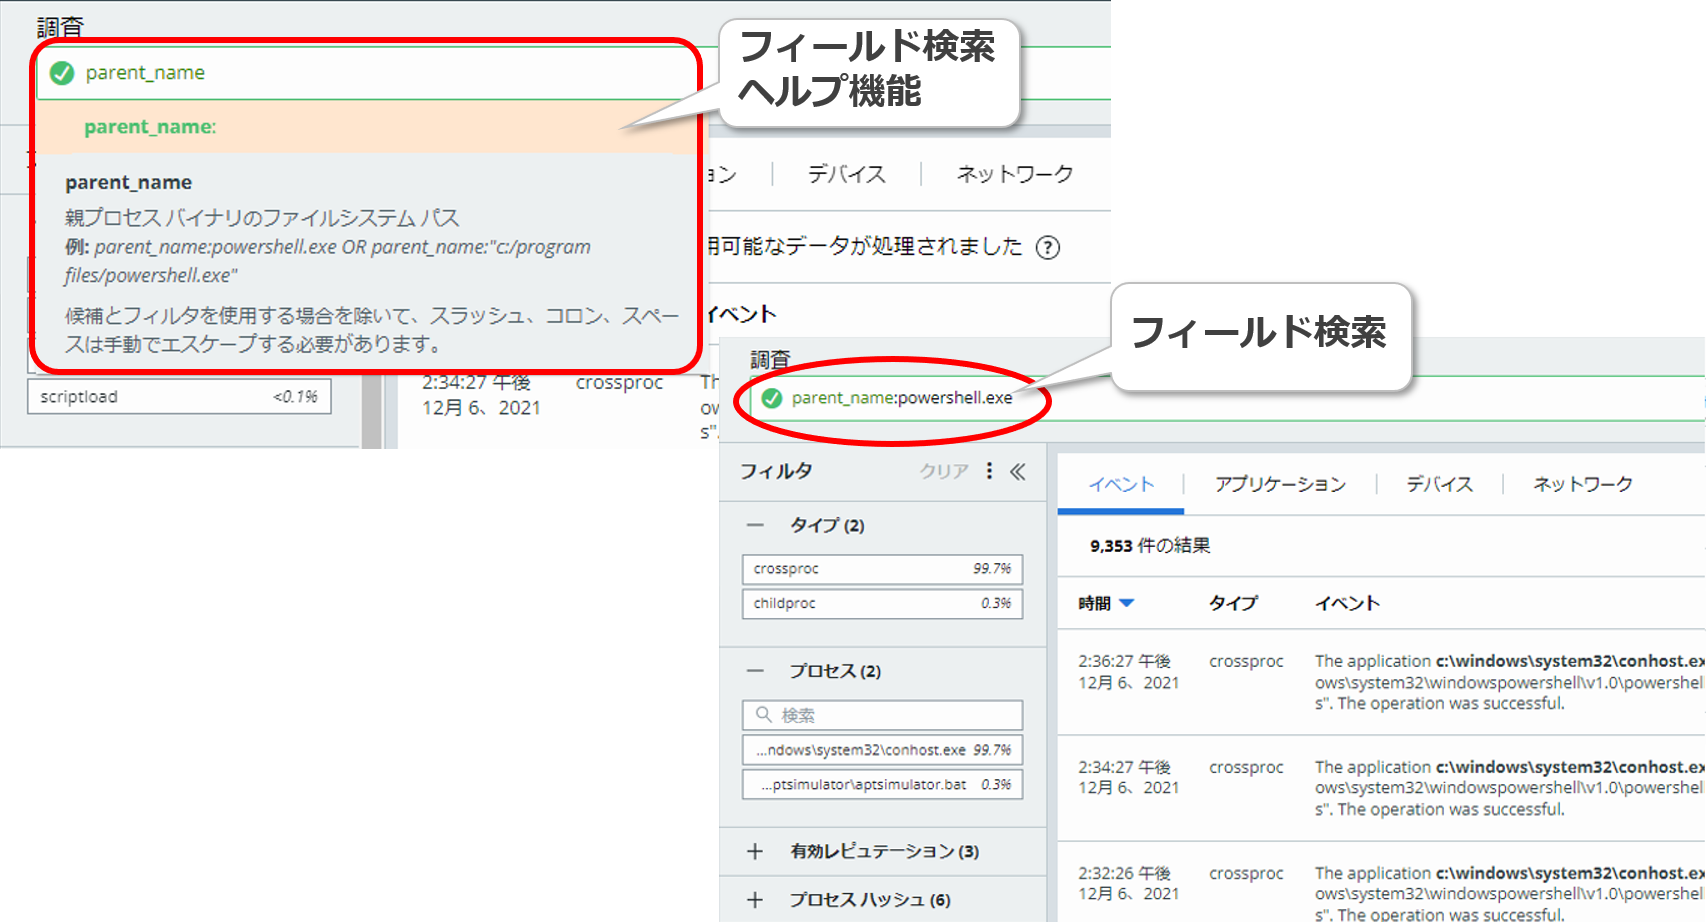 調査
parent_name
parent_name:
parent_name
親プロセス バイナリのファイルシステム パス
例: parent_name:powershell.exe OR parent_name:"c:/program
files/powershell.exe"
候補とフィルタを使用する場合を除いて、スラッシュ、コロン、スペー
スは手動でエスケープする必要があります。
フィールド検索
ヘルプ機能
ョン
デバイス
ネットワーク
用可能なデータが処理されました ?
イベント
scriptload <0.1%
2:34:27 午後
12月 6、2021
crossproc
Th
ow
s".
フィールド検索
調査
parent_name:powershell.exe
フィルタ クリア
タイプ (2)
crossproc 99.7%
childproc 0.3%
プロセス (2)
検索
...ndows\system32\conhost.exe 99.7%
...ptsimulator\aptsimulator.bat 0.3%
有効レピュテーション (3)
プロセス ハッシュ (6)
イベント アプリケーション デバイス ネットワーク
9,353 件の結果
時間 タイプ イベント
2:36:27 午後 crossproc The application c:\windows\system32\conhost.ex
12月 6、2021 ows\system32\windowspowershell\v1.0\powershell
s". The operation was successful.
2:34:27 午後 crossproc The application c:\windows\system32\conhost.ex
12月 6、2021 ows\system32\windowspowershell\v1.0\powershell
s". The operation was successful.
2:32:26 午後 crossproc The application c:\windows\system32\conhost.ex
12月 6、2021 ows\system32\windowspowershell\v1.0\powershell
s". The operation was successful.